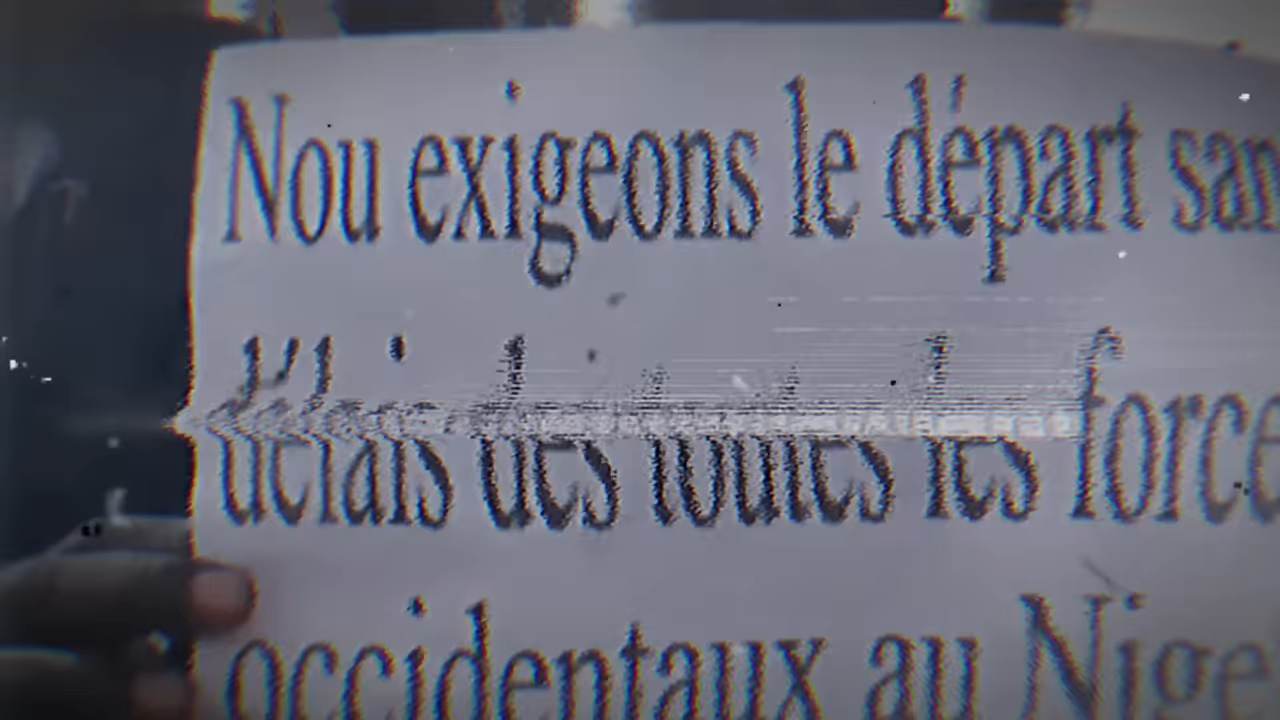 Nou exigeons le départ san
délais des toutes les force
occidentaux au Nige